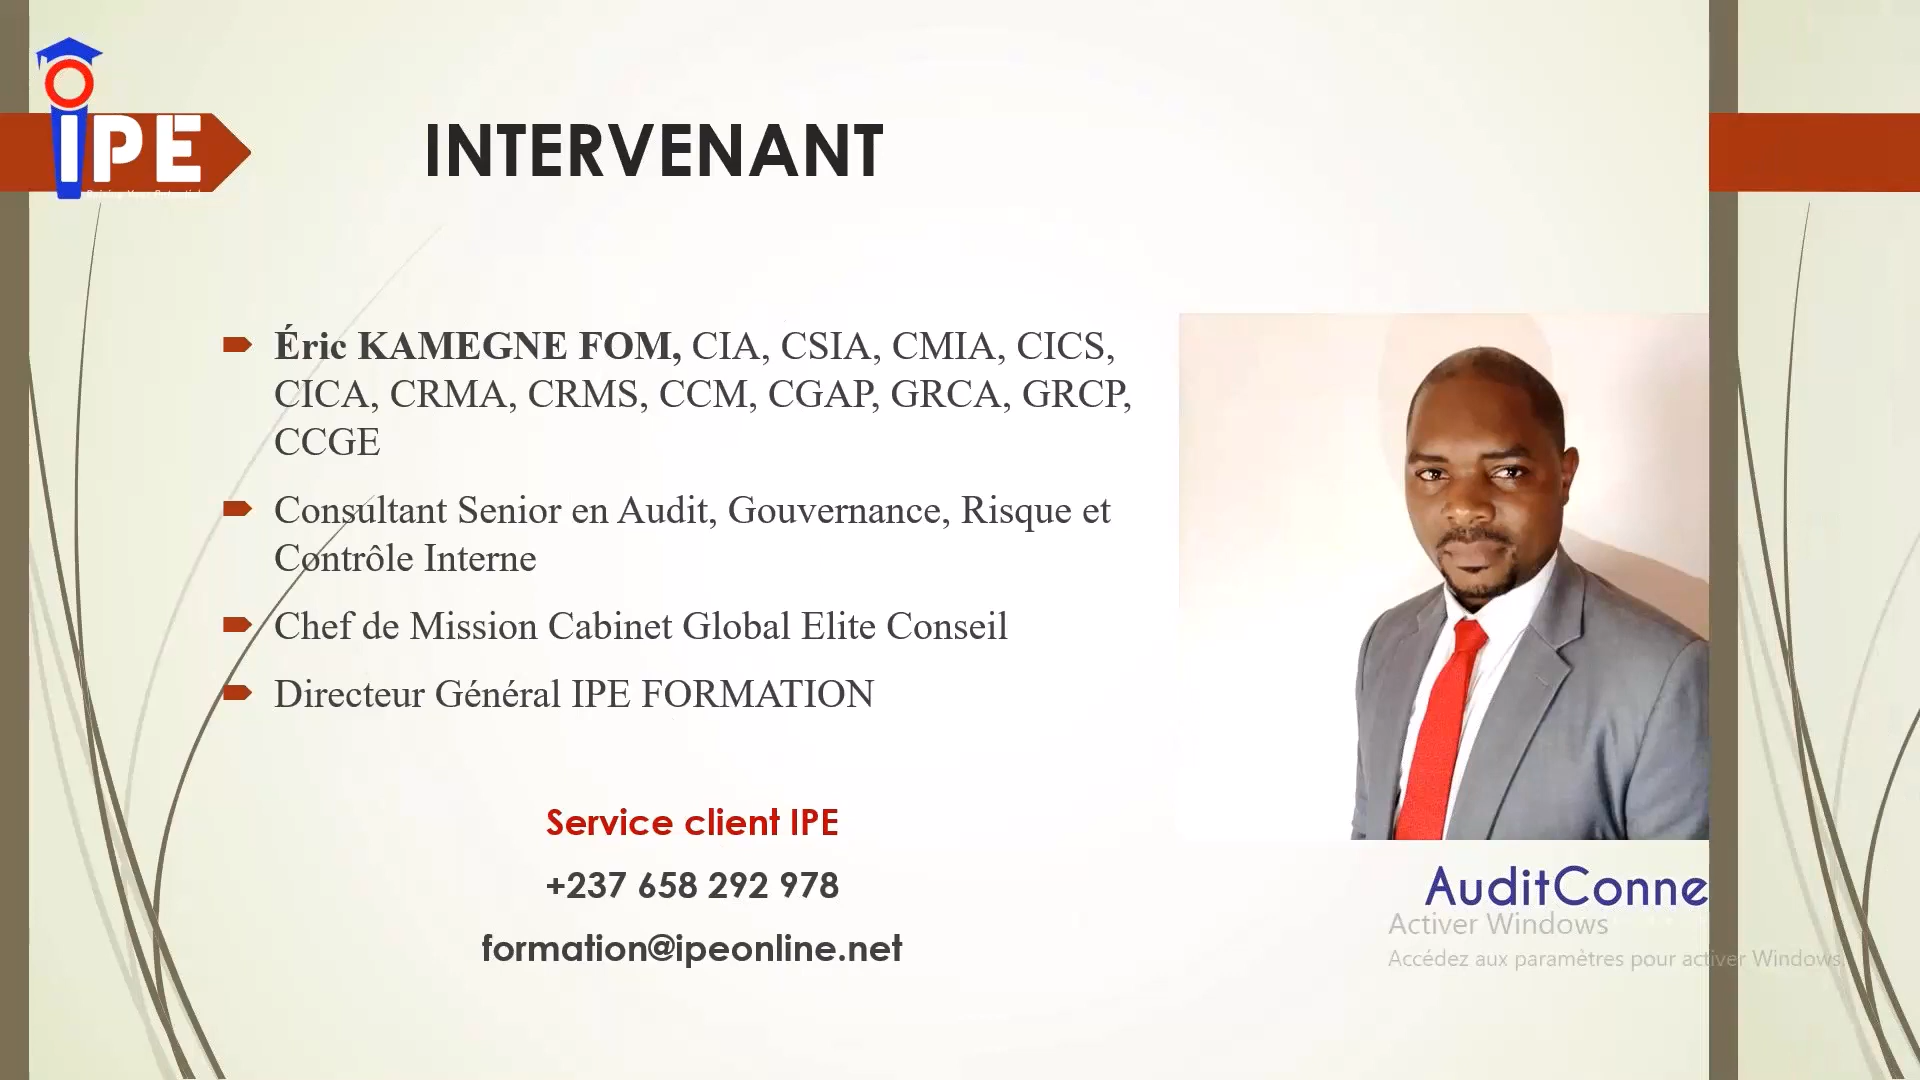 IPE
INTERVENANT
Éric KAMEGNE FOM, CIA, CSIA, CMIA, CICS,
CICA, CRMA, CRMS, CCM, CGAP, GRCA, GRCP,
CCGE
Consultant Senior en Audit, Gouvernance, Risque et
Contrôle Interne
Chef de Mission Cabinet Global Elite Conseil
Directeur Général IPE FORMATION
Service client IPE
+237 658 292 978
formation@ipeonline.net
AuditConne
Activer Windows
Accédez aux paramètres pour activer Windows.